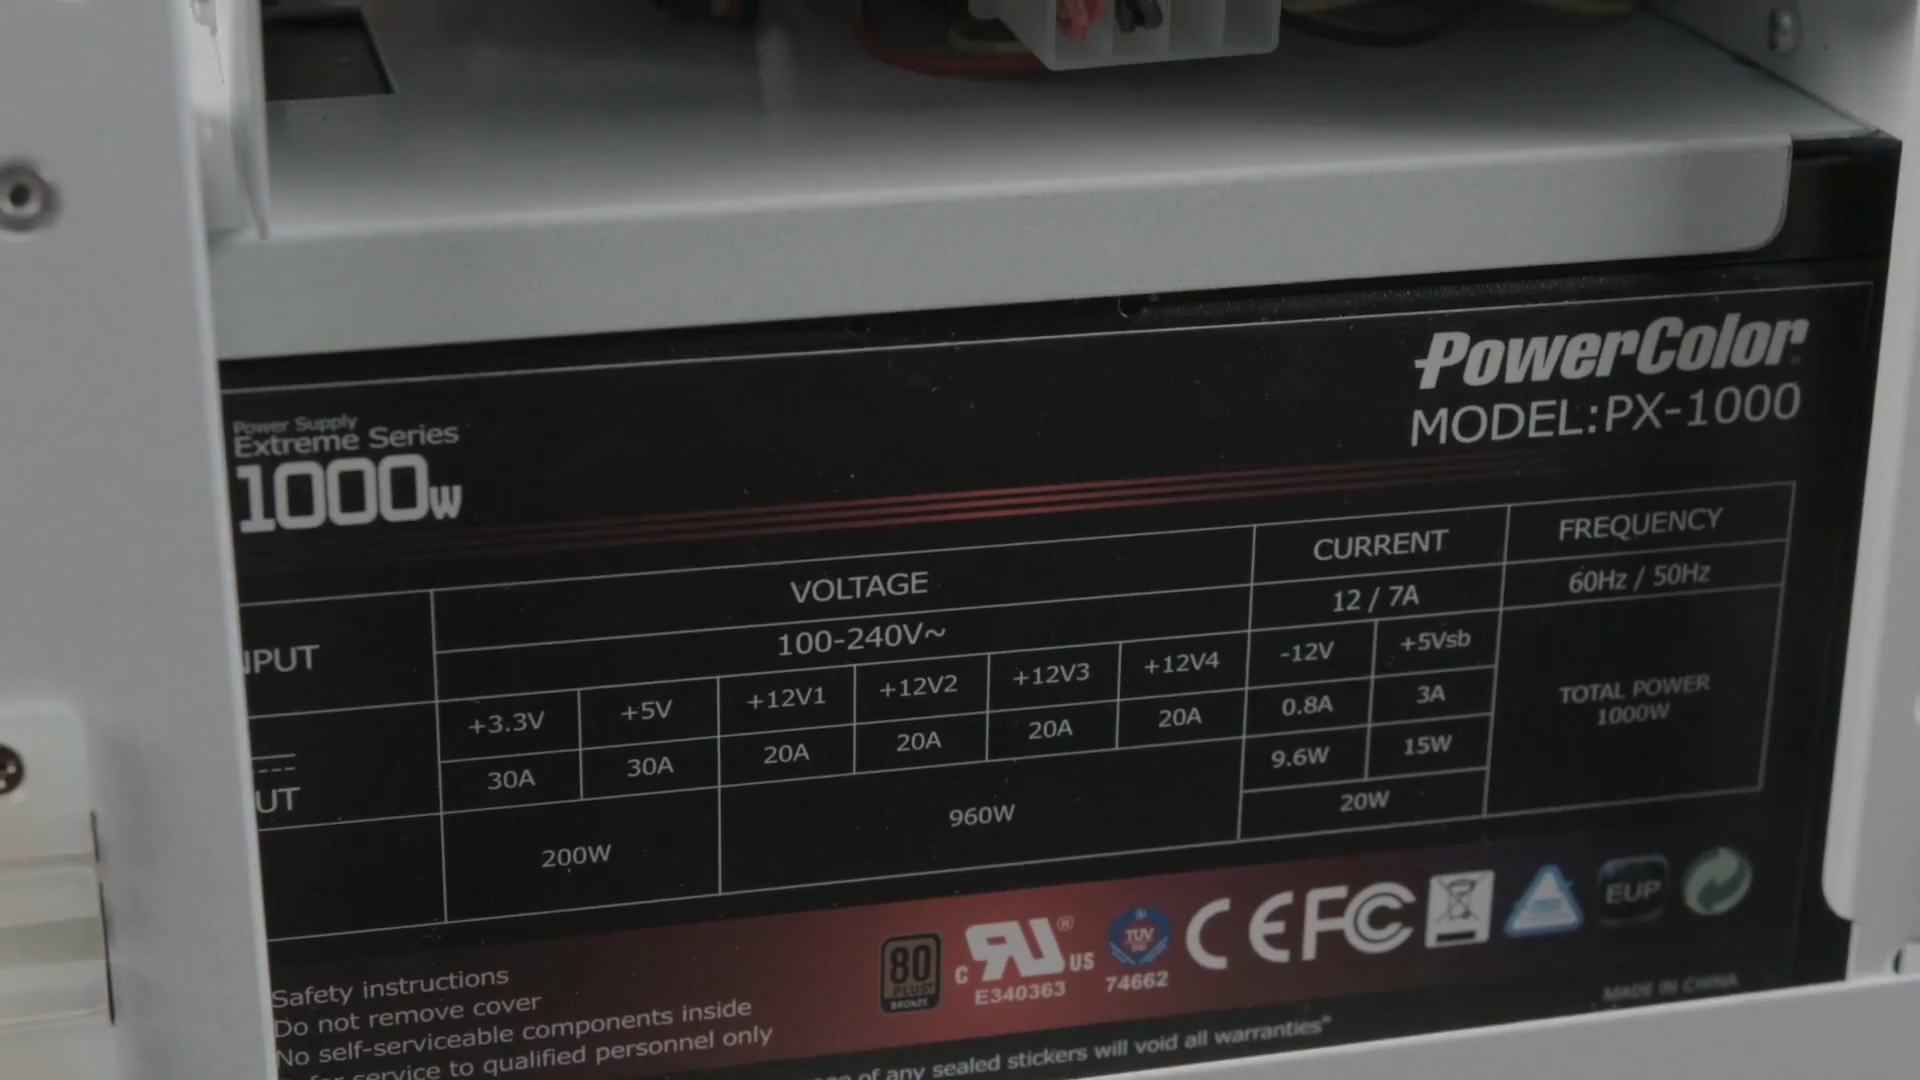 PowerColor
MODEL:PX-1000
Power Supply
Extreme Series
1000W
VOLTAGE CURRENT FREQUENCY
100-240V~ 12 / 7A 60Hz / 50Hz
+3.3V +5V +12V1 +12V2 +12V3 +12V4 -12V +5Vsb
30A 30A 20A 20A 20A 20A 0.8A 3A
9.6W 15W
200W 960W 20W
TOTAL POWER
1000W
80
PLUS
BRONZE
C US ®
E340363
TUV
74662
CE FC
EUP
MADE IN CHINA
Safety instructions
Do not remove cover
No self-serviceable components inside
service to qualified personnel only
of any sealed stickers will void all warranties"